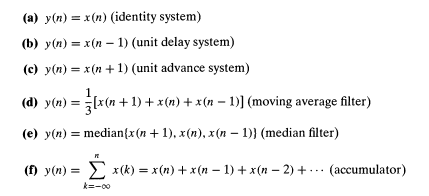 (a) y(n) = x(n) (identity system)
(b) y(n) = x(n − 1) (unit delay system)
(c) y(n) = x(n + 1) (unit advance system)
(d) y(n) = 1/3[x(n + 1) + x(n) + x(n − 1)] (moving average filter)
(e) y(n) = median{x(n + 1), x(n), x(n − 1)} (median filter)
(f) y(n) = ∑_{k=−∞}^{n} x(k) = x(n) + x(n − 1) + x(n − 2) + ··· (accumulator)